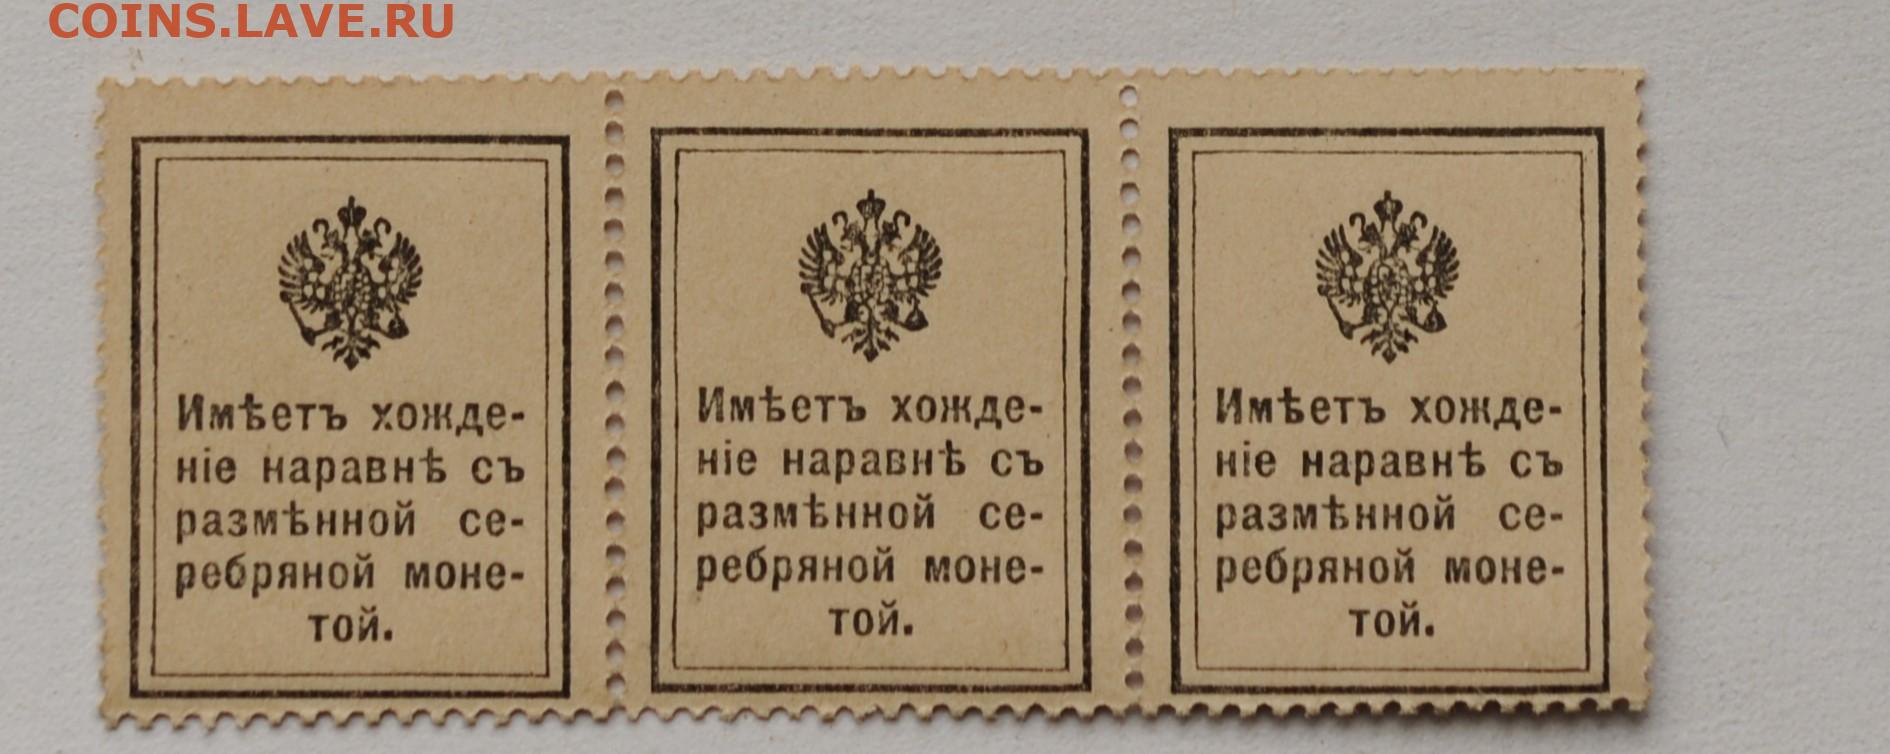 COINS.LAVE.RU
Имѣетъ хожде-
ніе наравнѣ съ
размѣнной се-
ребряной моне-
той.
Имѣетъ хожде-
ніе наравнѣ съ
размѣнной се-
ребряной моне-
той.
Имѣетъ хожде-
ніе наравнѣ съ
размѣнной се-
ребряной моне-
той.